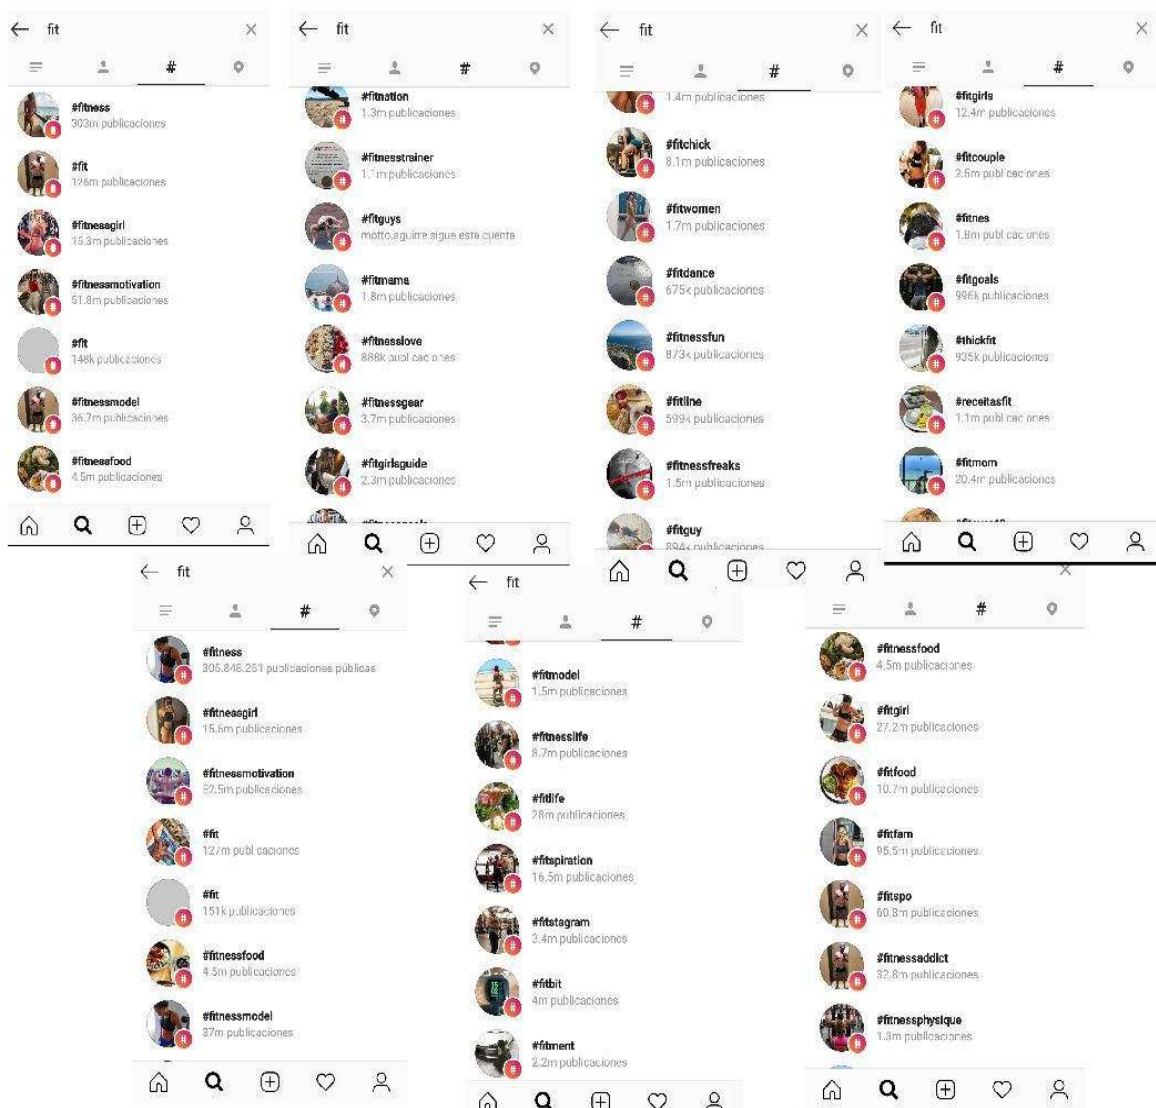 fit
#fitness
303m publicaciones
#fit
126m publicaciones
#fitnessgirl
15.3m publicaciones
#fitnessmotivation
51.8m publicaciones
#fit
148k publicaciones
#fitnessmodel
36.7m publicaciones
#fitnessfood
4.5m publicaciones
fit
#fitnation
1.3m publicaciones
#fitnesstrainer
1.1m publicaciones
#fitguys
motto.aguirre sigue esta cuenta
#fitmama
1.8m publicaciones
#fitnesslove
888k publicaciones
#fitnessgear
3.7m publicaciones
#fitgirlsguide
2.3m publicaciones
fit
1.4m publicaciones
#fitchick
8.1m publicaciones
#fitwomen
1.7m publicaciones
#fitdance
675k publicaciones
#fitnessfun
873k publicaciones
#fitline
599k publicaciones
#fitnessfreaks
1.5m publicaciones
#fitguy
894k publicaciones
fit
#fitgirls
12.4m publicaciones
#fitcouple
2.5m publicaciones
#fitnes
1.8m publicaciones
#fitgoals
996k publicaciones
#thickfit
935k publicaciones
#receitasfit
1.1m publicaciones
#fitmom
20.4m publicaciones
fit
#fitness
305.848.251 publicaciones públicas
#fitnessgirl
15.6m publicaciones
#fitnessmotivation
52.5m publicaciones
#fit
127m publicaciones
#fit
151k publicaciones
#fitnessfood
4.5m publicaciones
#fitnessmodel
37m publicaciones
fit
#fitmodel
1.5m publicaciones
#fitnesslife
8.7m publicaciones
#fitlife
28m publicaciones
#fitspiration
16.5m publicaciones
#fitstagram
3.4m publicaciones
#fitbit
4m publicaciones
#fitment
2.2m publicaciones
#fitnessfood
4.5m publicaciones
#fitgirl
27.2m publicaciones
#fitfood
10.7m publicaciones
#fitfam
95.5m publicaciones
#fitspo
60.8m publicaciones
#fitnessaddict
32.8m publicaciones
#fitnessphysique
1.3m publicaciones